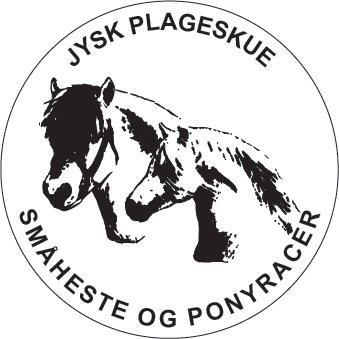 JYSK PLAGESKUE
SMÅHESTE OG PONYRACER